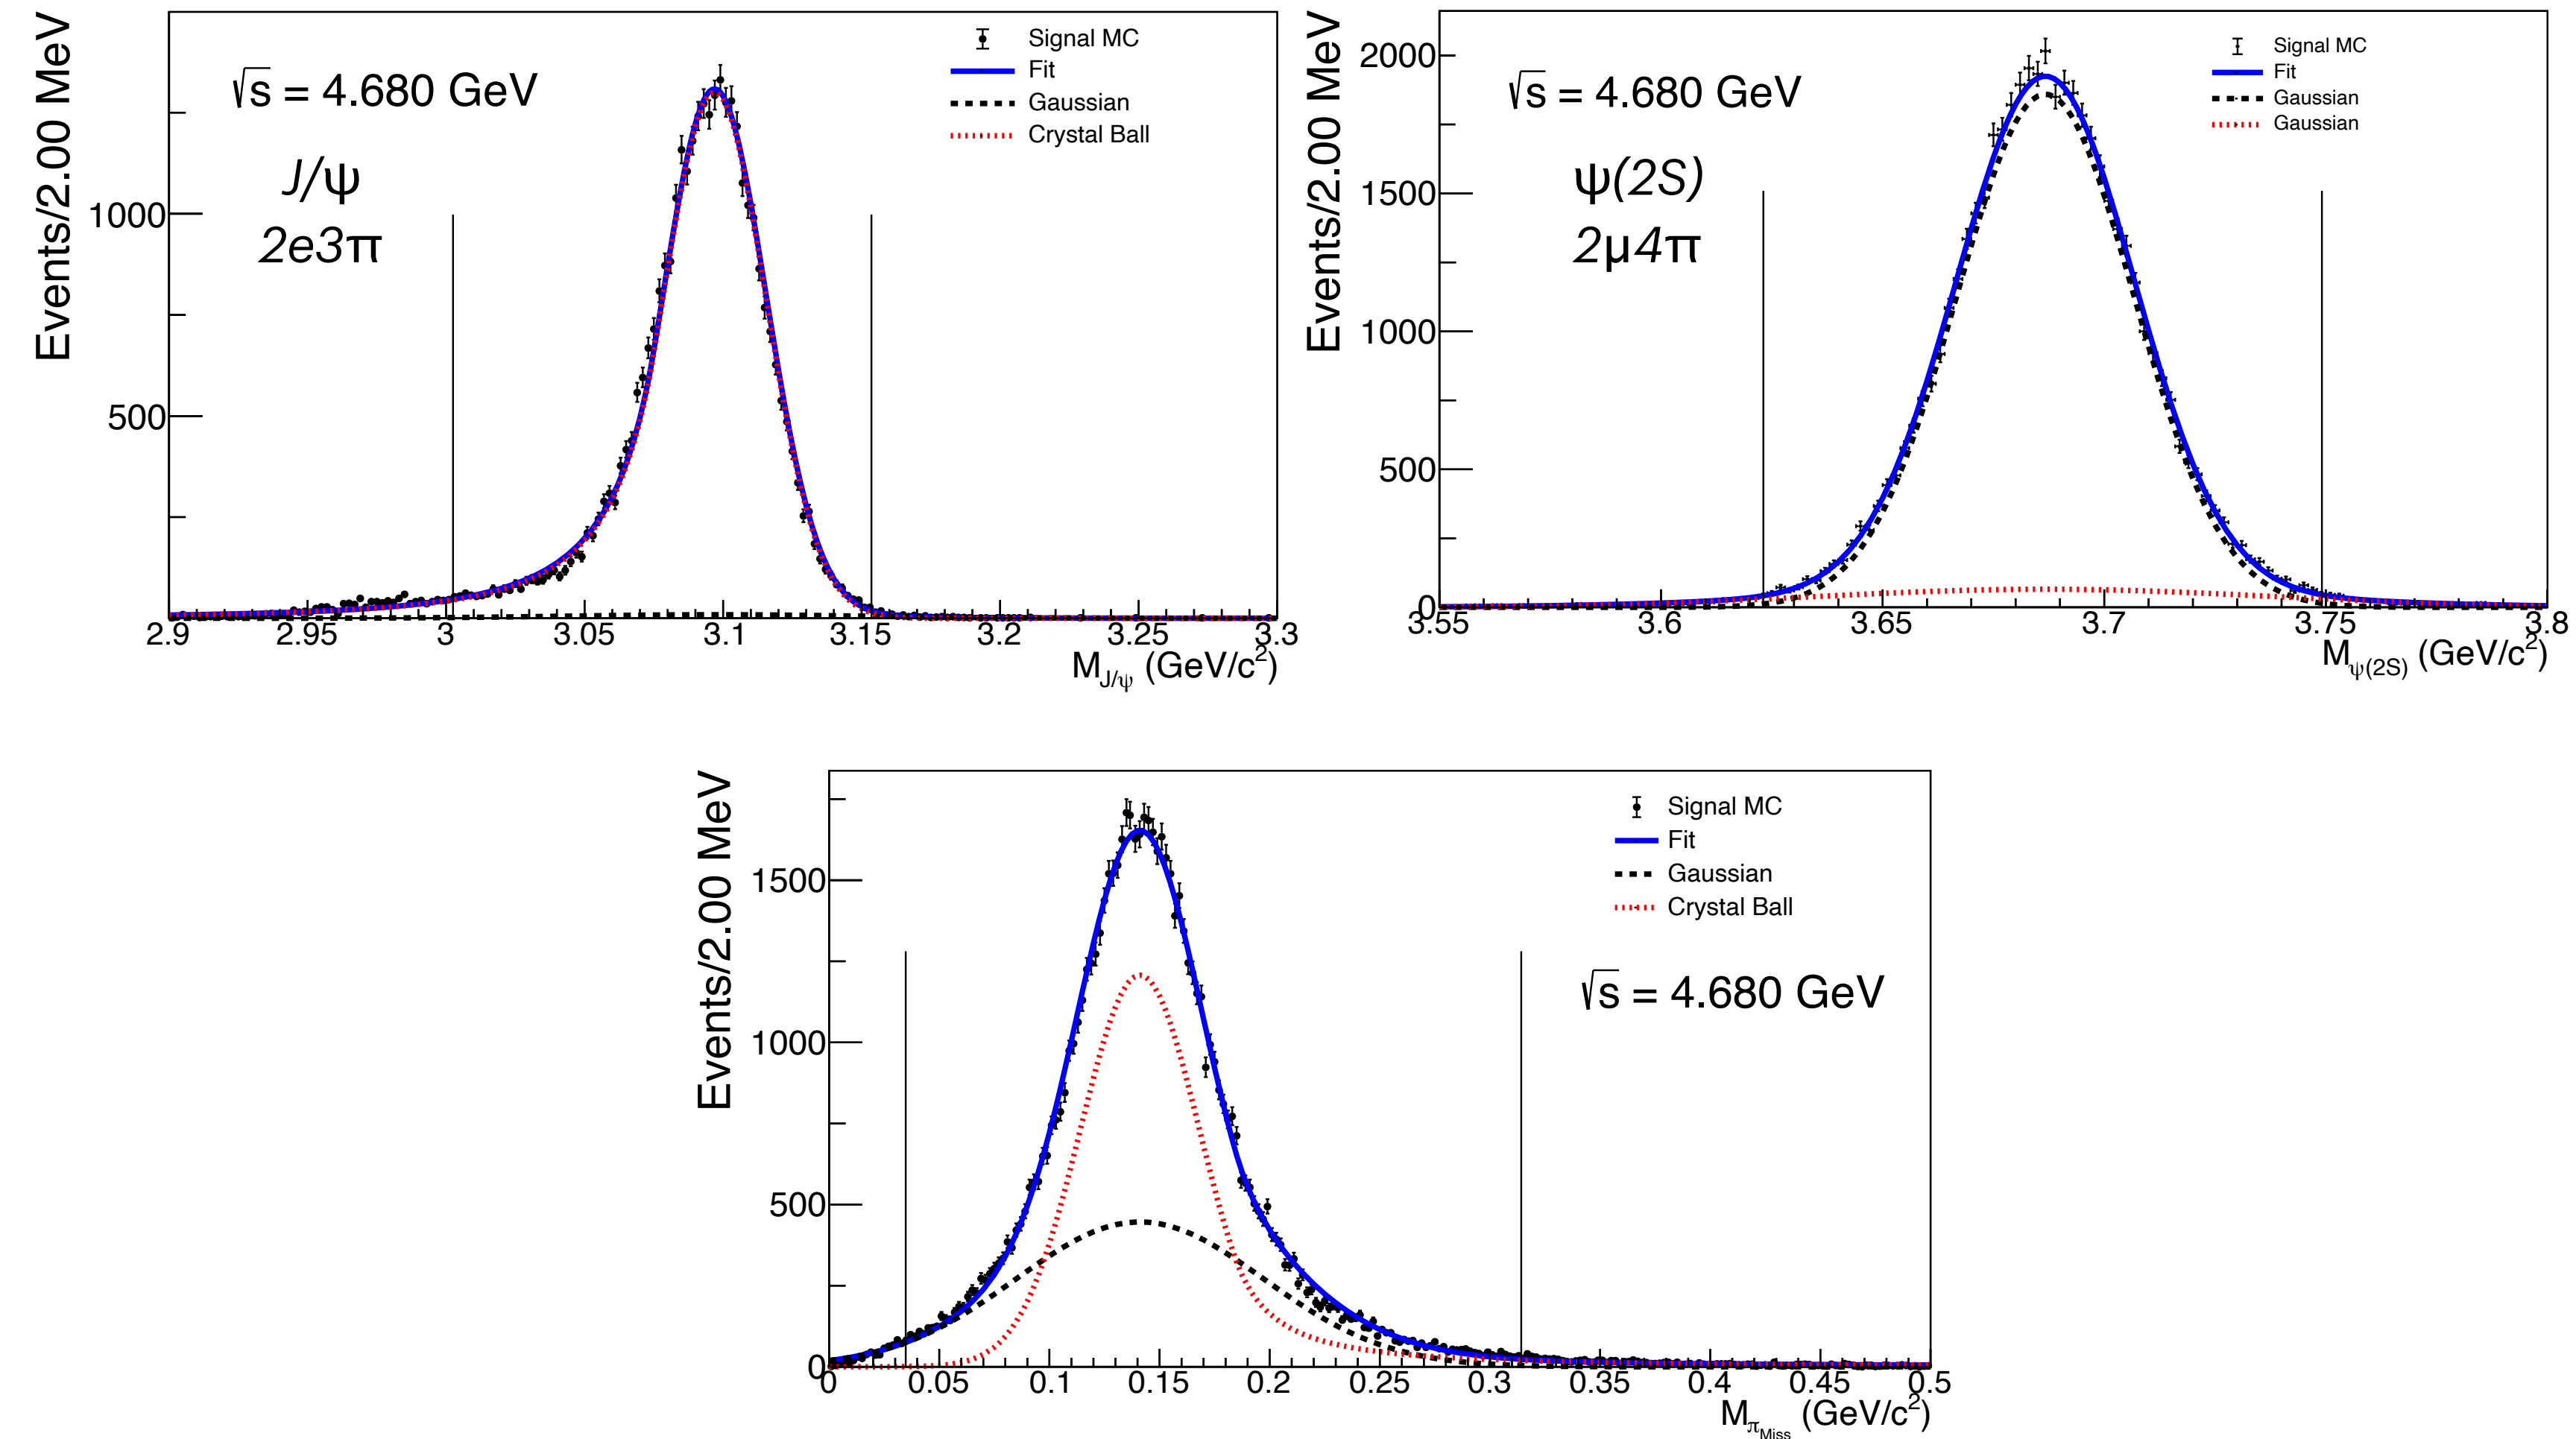 Events/2.00 MeV
√s = 4.680 GeV
J/ψ
2e3π
Signal MC
Fit
Gaussian
Crystal Ball
1000
500
2.9 2.95 3 3.05 3.1 3.15 3.2 3.25 3.3
M_J/ψ (GeV/c²)
Events/2.00 MeV
√s = 4.680 GeV
ψ(2S)
2μ4π
Signal MC
Fit
Gaussian
Gaussian
2000
1500
1000
500
0
3.55 3.6 3.65 3.7 3.75 3.8
M_ψ(2S) (GeV/c²)
Events/2.00 MeV
Signal MC
Fit
Gaussian
Crystal Ball
√s = 4.680 GeV
1500
1000
500
0
0 0.05 0.1 0.15 0.2 0.25 0.3 0.35 0.4 0.45 0.5
M_π_Miss (GeV/c²)